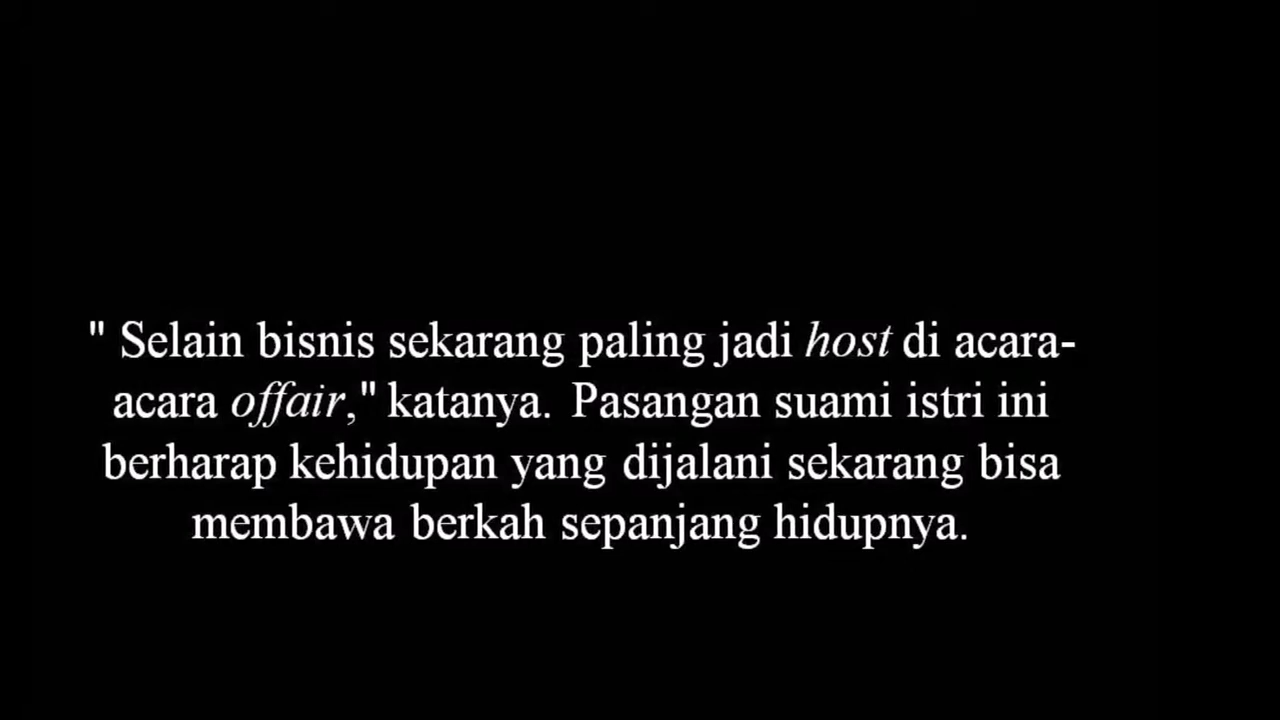 " Selain bisnis sekarang paling jadi host di acara-
acara offair," katanya. Pasangan suami istri ini
berharap kehidupan yang dijalani sekarang bisa
membawa berkah sepanjang hidupnya.